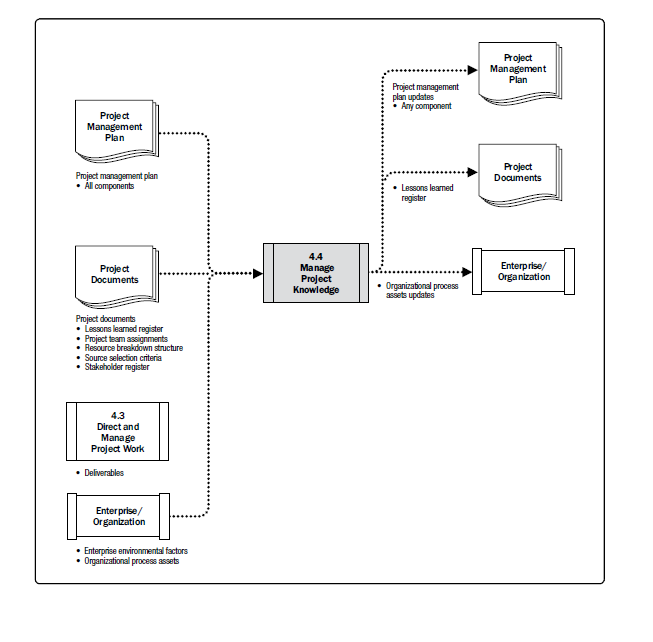 Project
Management
Plan
Project management plan
• All components
Project
Documents
Project documents
• Lessons learned register
• Project team assignments
• Resource breakdown structure
• Source selection criteria
• Stakeholder register
4.3
Direct and
Manage
Project Work
• Deliverables
Enterprise/
Organization
• Enterprise environmental factors
• Organizational process assets
4.4
Manage
Project
Knowledge
Project management
plan updates
• Any component
Project
Management
Plan
• Lessons learned
register
Project
Documents
• Organizational process
assets updates
Enterprise/
Organization